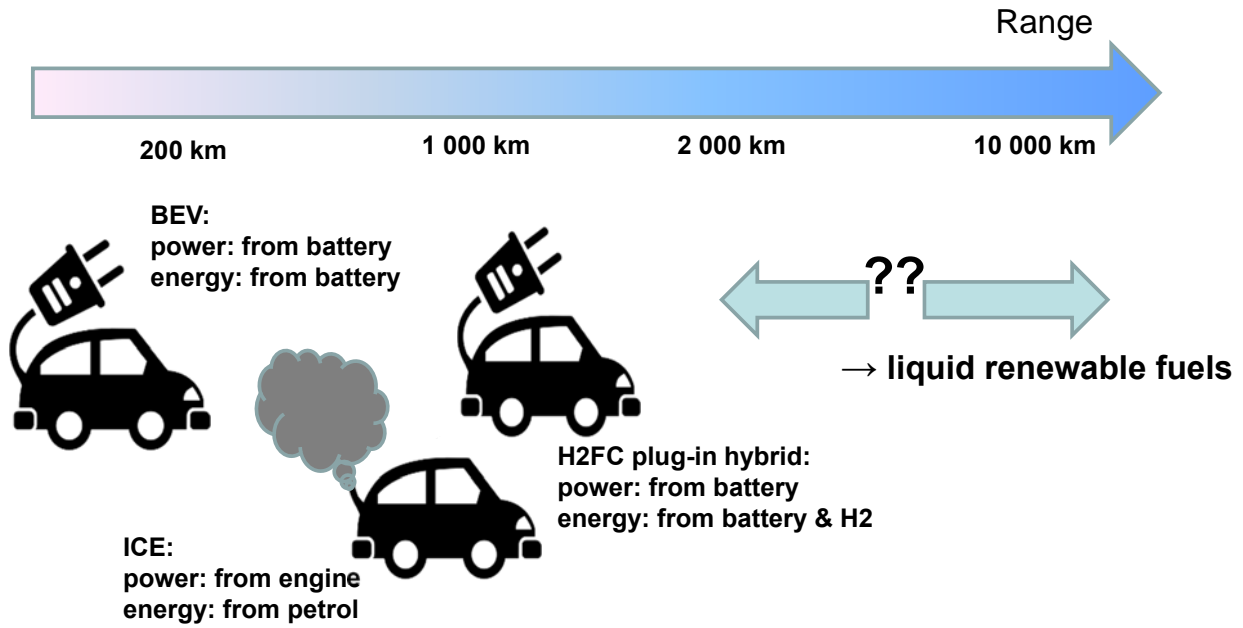 Range
200 km
1 000 km
2 000 km
10 000 km
BEV:
power: from battery
energy: from battery
??
→ liquid renewable fuels
H2FC plug-in hybrid:
power: from battery
energy: from battery & H2
ICE:
power: from engine
energy: from petrol